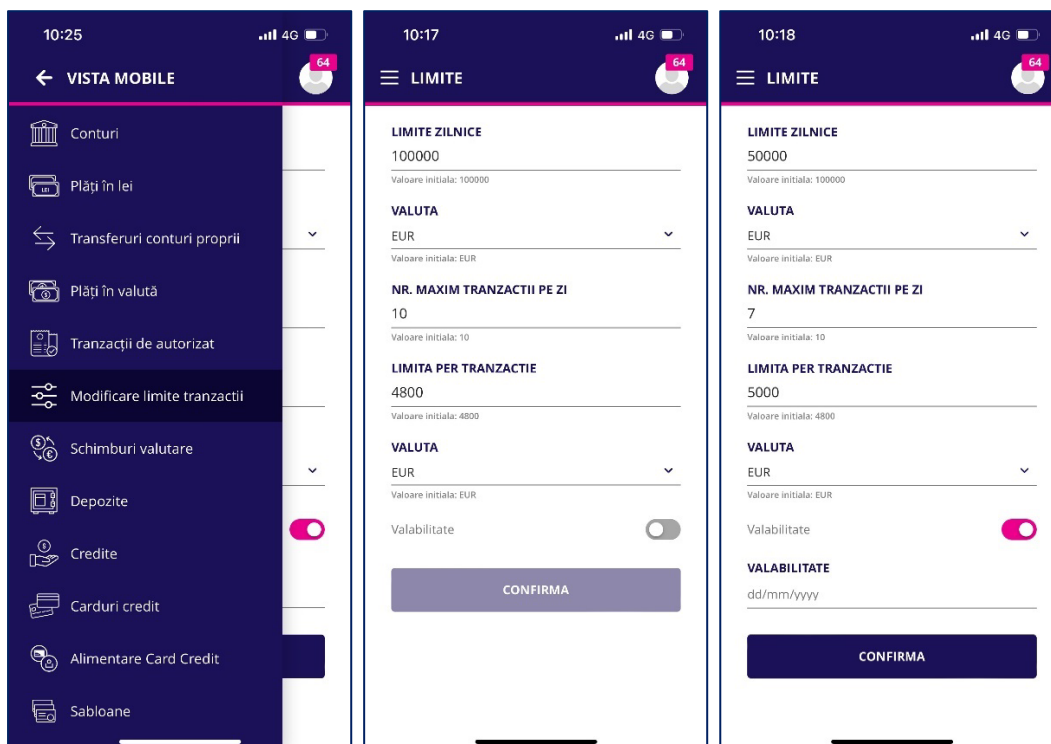 10:25
4G
VISTA MOBILE
64
Conturi
Plăți în lei
Transferuri conturi proprii
Plăți în valută
Tranzacții de autorizat
Modificare limite tranzactii
Schimburi valutare
Depozite
Credite
Carduri credit
Alimentare Card Credit
Sabloane
10:17
4G
LIMITE
64
LIMITE ZILNICE
100000
Valoare initiala: 100000
VALUTA
EUR
Valoare initiala: EUR
NR. MAXIM TRANZACTII PE ZI
10
Valoare initiala: 10
LIMITA PER TRANZACTIE
4800
Valoare initiala: 4800
VALUTA
EUR
Valoare initiala: EUR
Valabilitate
CONFIRMA
10:18
4G
LIMITE
64
LIMITE ZILNICE
50000
Valoare initiala: 100000
VALUTA
EUR
Valoare initiala: EUR
NR. MAXIM TRANZACTII PE ZI
7
Valoare initiala: 10
LIMITA PER TRANZACTIE
5000
Valoare initiala: 4800
VALUTA
EUR
Valoare initiala: EUR
Valabilitate
VALABILITATE
dd/mm/yyyy
CONFIRMA